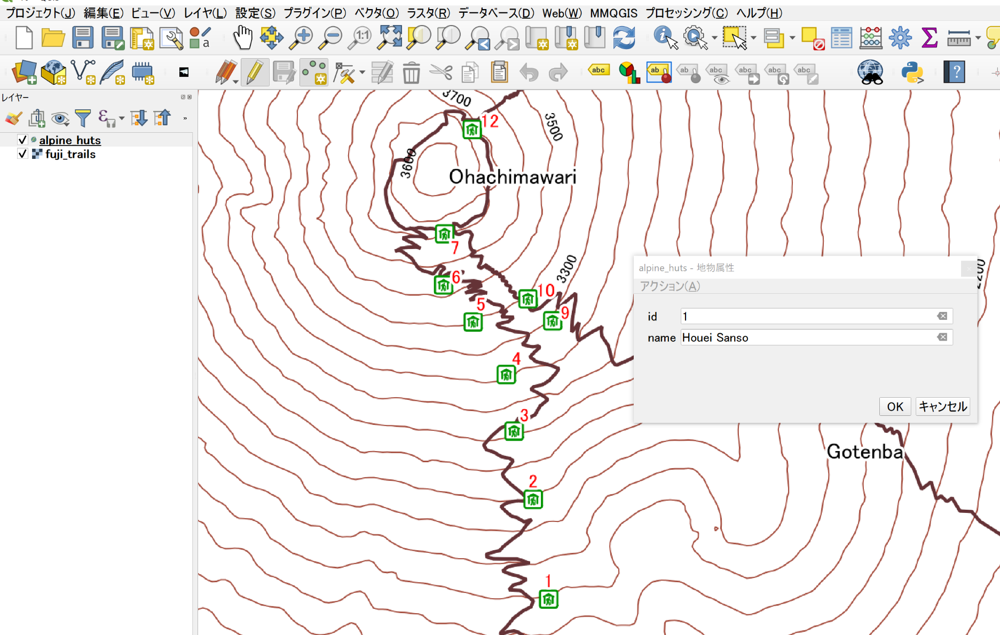 プロジェクト(J) 編集(E) ビュー(V) レイヤ(L) 設定(S) プラグイン(P) ベクタ(O) ラスタ(R) データベース(D) Web(W) MMQGIS プロセッシング(C) ヘルプ(H)
1:1
a
abc
ab
ab
abc
abc
abc
abc
レイヤー
alpine_huts
fuji_trails
3700
12
3500
3600
Ohachimawari
7
3300
6
10
5
9
4
3
2
1
alpine_huts - 地物属性
アクション(A)
id 1
name Houei Sanso
OK キャンセル
Gotenba